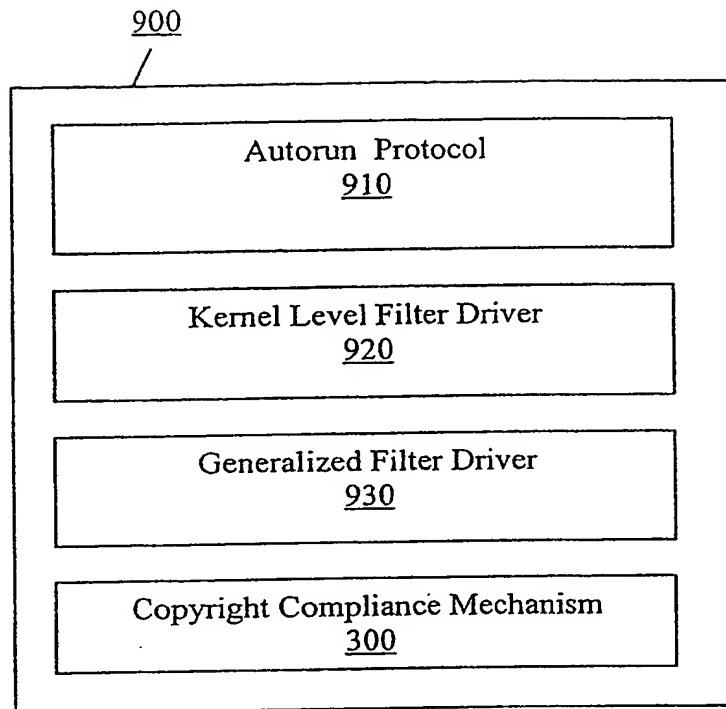 900
Autorun Protocol
910
Kernel Level Filter Driver
920
Generalized Filter Driver
930
Copyright Compliance Mechanism
300